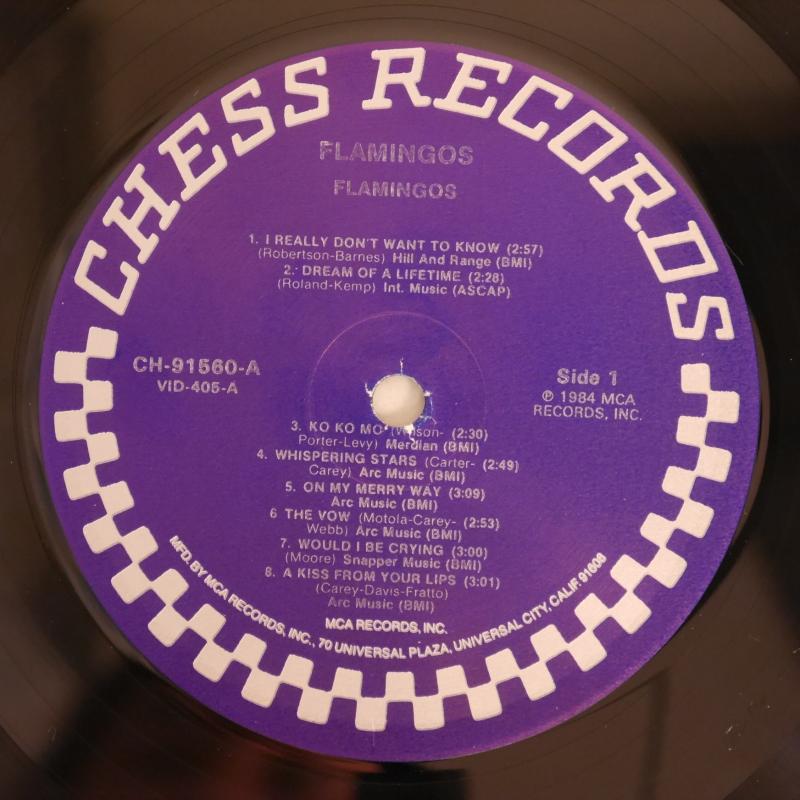 CHESS RECORDS
FLAMINGOS
FLAMINGOS
1. I REALLY DON'T WANT TO KNOW (2:57)
(Robertson-Barnes) Hill And Range (BMI)
2. DREAM OF A LIFETIME (2:28)
(Roland-Kemp) Int. Music (ASCAP)
CH-91560-A
VID-405-A
Side 1
℗ 1984 MCA
RECORDS, INC.
3. KO KO MO (2:30)
Porter-Levy) Merdian (BMI)
4. WHISPERING STARS (Carter- (2:49)
Carey) Arc Music (BMI)
5. ON MY MERRY WAY (3:09)
Arc Music (BMI)
6 THE VOW (Motola-Carey- (2:53)
Webb) Arc Music (BMI)
7. WOULD I BE CRYING (3:00)
(Moore) Snapper Music (BMI)
8. A KISS FROM YOUR LIPS (3:01)
(Carey-Davis-Fratto)
Arc Music (BMI)
MCA RECORDS, INC.
MFD. BY MCA RECORDS, INC., 70 UNIVERSAL PLAZA, UNIVERSAL CITY, CALIF. 91608